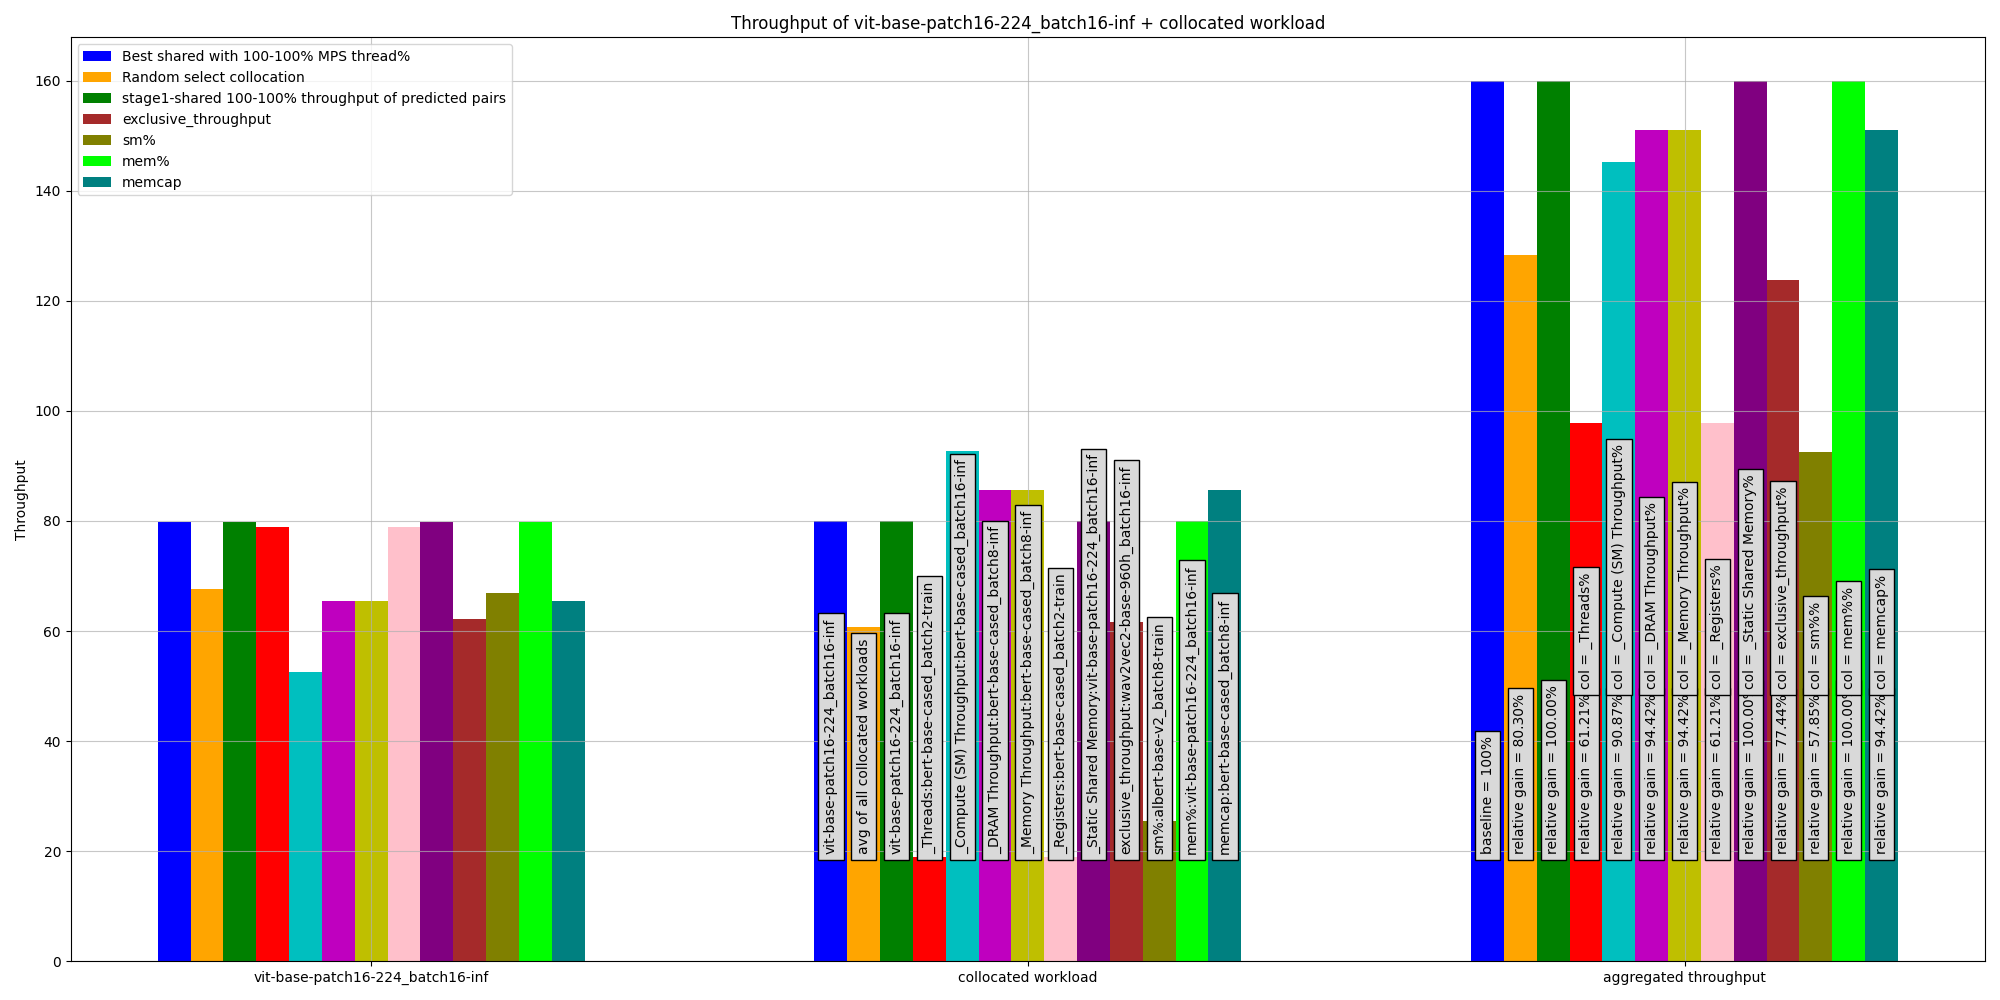 Throughput of vit-base-patch16-224_batch16-inf + collocated workload
Best shared with 100-100% MPS thread%
Random select collocation
stage1-shared 100-100% throughput of predicted pairs
exclusive_throughput
sm%
mem%
memcap
Throughput
160
140
120
100
80
60
40
20
0
vit-base-patch16-224_batch16-inf
avg of all collocated workloads
vit-base-patch16-224_batch16-inf
_Threads:bert-base-cased_batch2-train
_Compute (SM) Throughput:bert-base-cased_batch16-inf
_DRAM Throughput:bert-base-cased_batch8-inf
_Memory Throughput:bert-base-cased_batch8-inf
_Registers:bert-base-cased_batch2-train
_Static Shared Memory:vit-base-patch16-224_batch16-inf
exclusive_throughput:wav2vec2-base-960h_batch16-inf
sm%:albert-base-v2_batch8-train
mem%:vit-base-patch16-224_batch16-inf
memcap:bert-base-cased_batch8-inf
baseline = 100%
relative gain = 80.30%
relative gain = 100.00%
relative gain = 61.21%
col = _Threads%
relative gain = 90.87%
col = _Compute (SM) Throughput%
relative gain = 94.42%
col = _DRAM Throughput%
relative gain = 94.42%
col = _Memory Throughput%
relative gain = 61.21%
col = _Registers%
relative gain = 100.00%
col = _Static Shared Memory%
relative gain = 77.44%
col = exclusive_throughput%
relative gain = 57.85%
col = sm%%
relative gain = 100.00%
col = mem%%
relative gain = 94.42%
col = memcap%
vit-base-patch16-224_batch16-inf
collocated workload
aggregated throughput